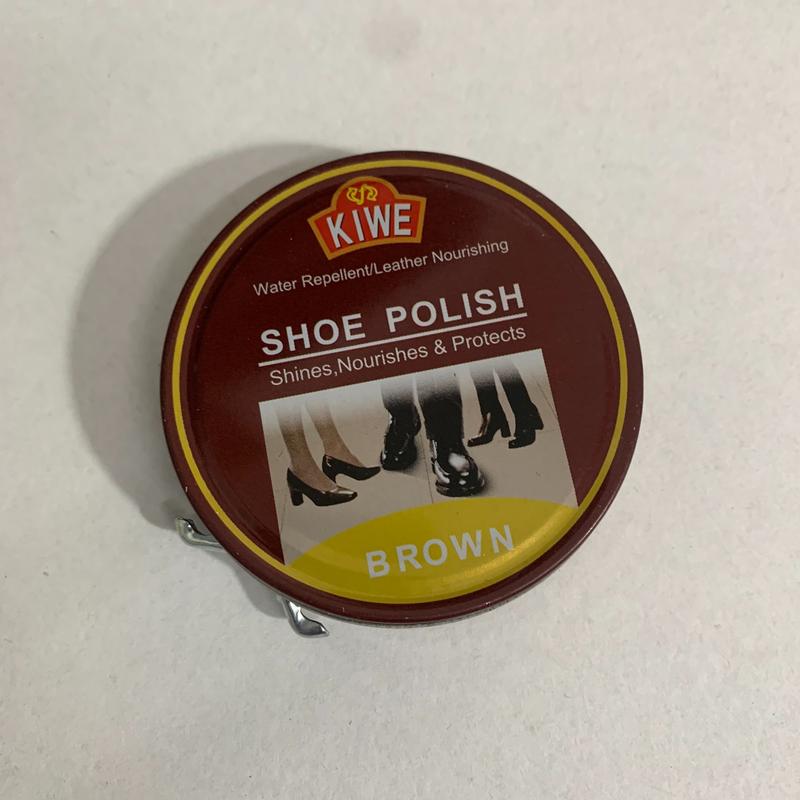 KIWE
Water Repellent/Leather Nourishing
SHOE POLISH
Shines,Nourishes & Protects
BROWN